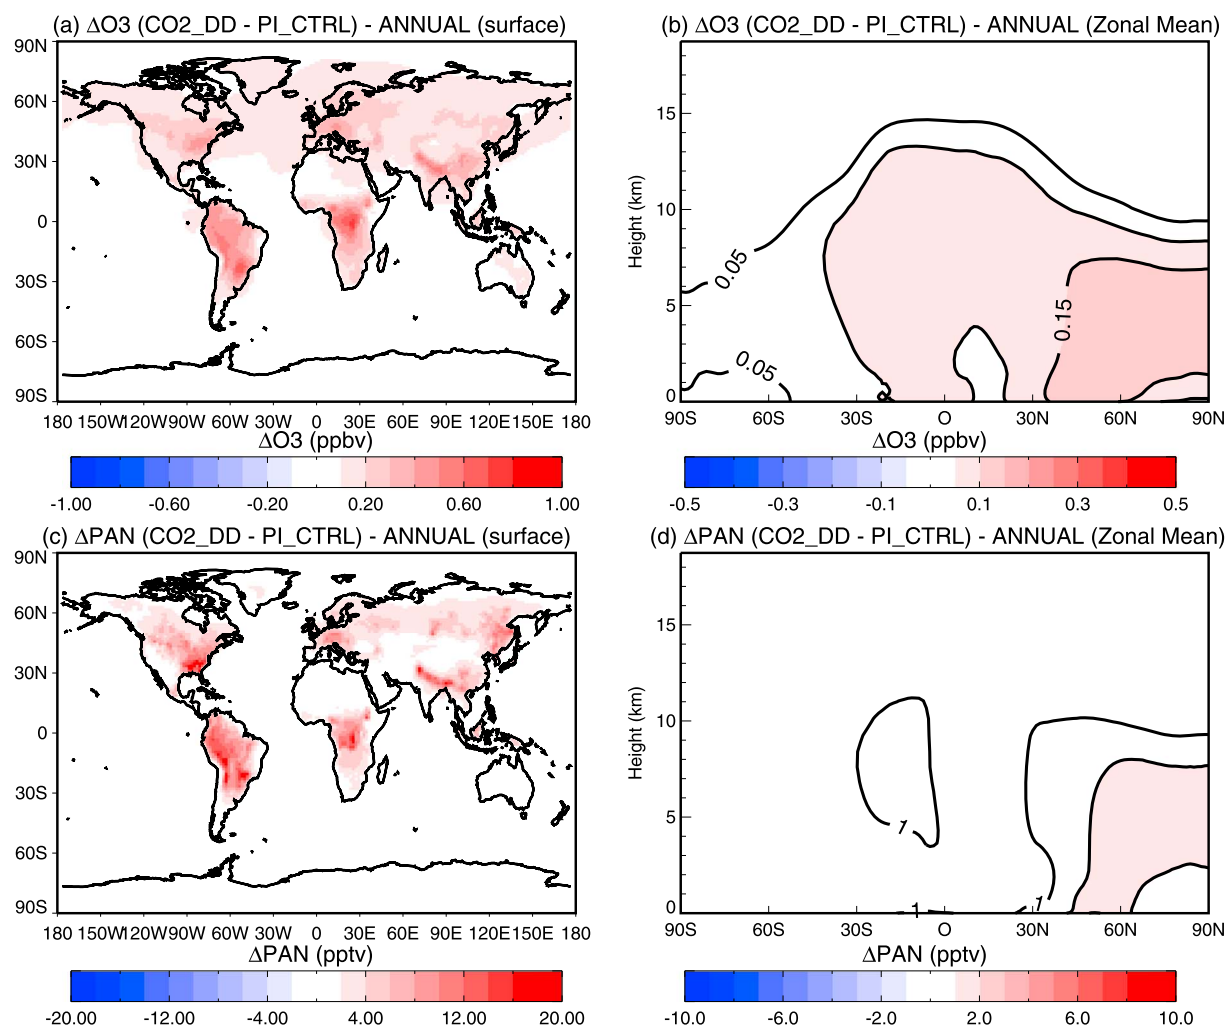 (a) ΔO3 (CO2_DD - PI_CTRL) - ANNUAL (surface)
90N
60N
30N
0
30S
60S
90S
180 150W120W90W 60W 30W 0 30E 60E 90E 120E 150E 180
ΔO3 (ppbv)
-1.00 -0.60 -0.20 0.20 0.60 1.00
(b) ΔO3 (CO2_DD - PI_CTRL) - ANNUAL (Zonal Mean)
Height (km)
15
10
5
0
0.05
0.05
0.15
90S 60S 30S 0 30N 60N 90N
ΔO3 (ppbv)
-0.5 -0.3 -0.1 0.1 0.3 0.5
(c) ΔPAN (CO2_DD - PI_CTRL) - ANNUAL (surface)
90N
60N
30N
0
30S
60S
90S
180 150W120W90W 60W 30W 0 30E 60E 90E 120E 150E 180
ΔPAN (pptv)
-20.00 -12.00 -4.00 4.00 12.00 20.00
(d) ΔPAN (CO2_DD - PI_CTRL) - ANNUAL (Zonal Mean)
Height (km)
15
10
5
0
1
1
1
90S 60S 30S O 30N 60N 90N
ΔPAN (pptv)
-10.0 -6.0 -2.0 2.0 6.0 10.0